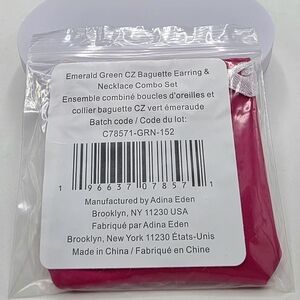 Emerald Green CZ Baguette Earring &
Necklace Combo Set
Ensemble combiné boucles d'oreilles et
collier baguette CZ vert émeraude
Batch code / Code du lot:
C78571-GRN-152
1 96637 07857 1
Manufactured by Adina Eden
Brooklyn, NY 11230 USA
Fabriqué par Adina Eden
Brooklyn, New York 11230 États-Unis
Made in China / Fabriqué en Chine